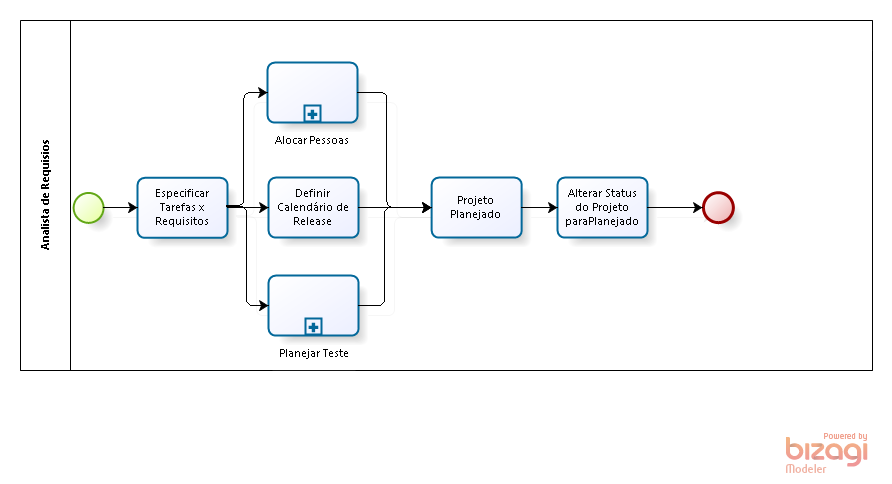 Analista de Requisios
Alocar Pessoas
Especificar
Tarefas x
Requisitos
Definir
Calendário de
Release
Projeto
Planejado
Alterar Status
do Projeto
paraPlanejado
Planejar Teste
Powered by
bizagi
Modeler